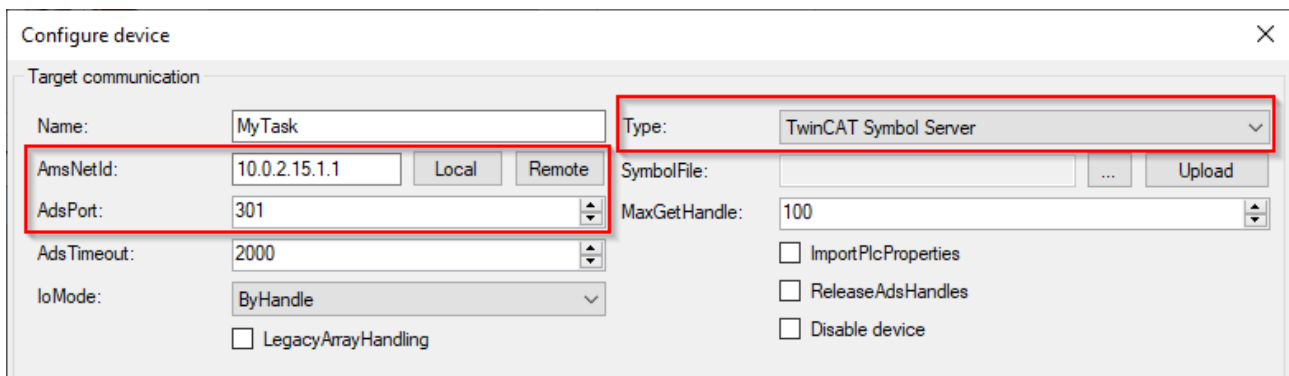 Configure device
Target communication
Name: MyTask Type: TwinCAT Symbol Server
AmsNetId: 10.0.2.15.1.1 Local Remote SymbolFile: ... Upload
AdsPort: 301 MaxGetHandle: 100
AdsTimeout: 2000 ImportPlcProperties
IoMode: ByHandle ReleaseAdsHandles
LegacyArrayHandling Disable device